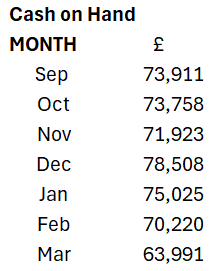 Cash on Hand
MONTH £
Sep 73,911
Oct 73,758
Nov 71,923
Dec 78,508
Jan 75,025
Feb 70,220
Mar 63,991